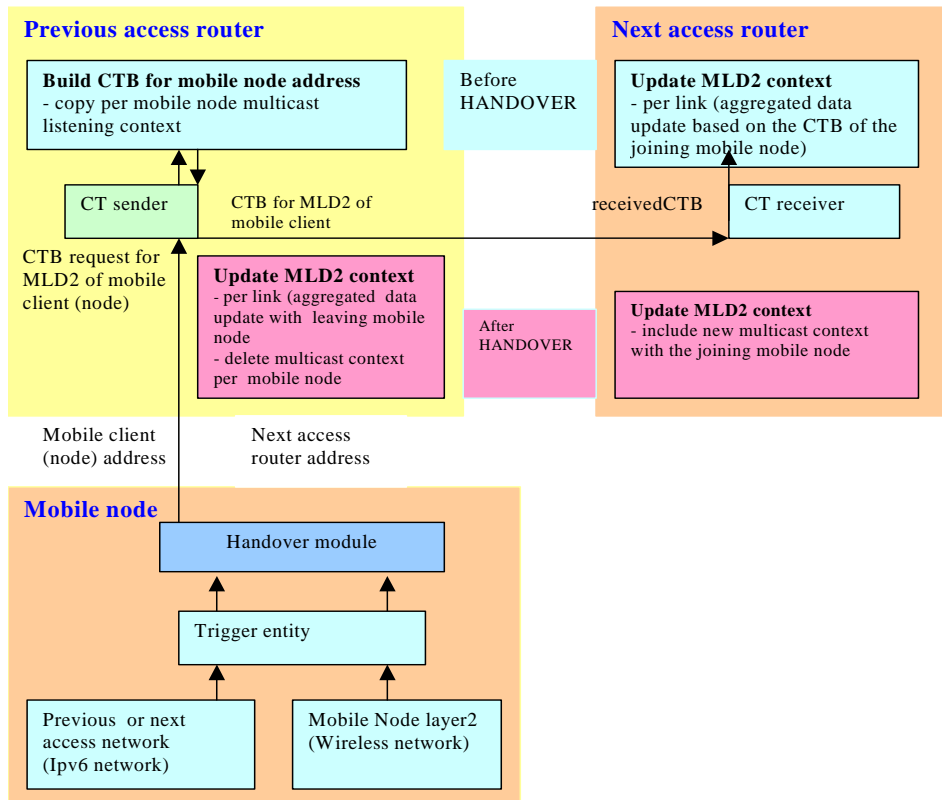 Previous access router
Build CTB for mobile node address
- copy per mobile node multicast
listening context
CT sender
CTB for MLD2 of
mobile client
CTB request for
MLD2 of mobile
client (node)
Update MLD2 context
- per link (aggregated data
update with leaving mobile
node
- delete multicast context
per mobile node
Before
HANDOVER
After
HANDOVER
Next access router
Update MLD2 context
- per link (aggregated data
update based on the CTB of the
joining mobile node)
receivedCTB
CT receiver
Update MLD2 context
- include new multicast context
with the joining mobile node
Mobile client
(node) address
Next access
router address
Mobile node
Handover module
Trigger entity
Previous or next
access network
(Ipv6 network)
Mobile Node layer2
(Wireless network)